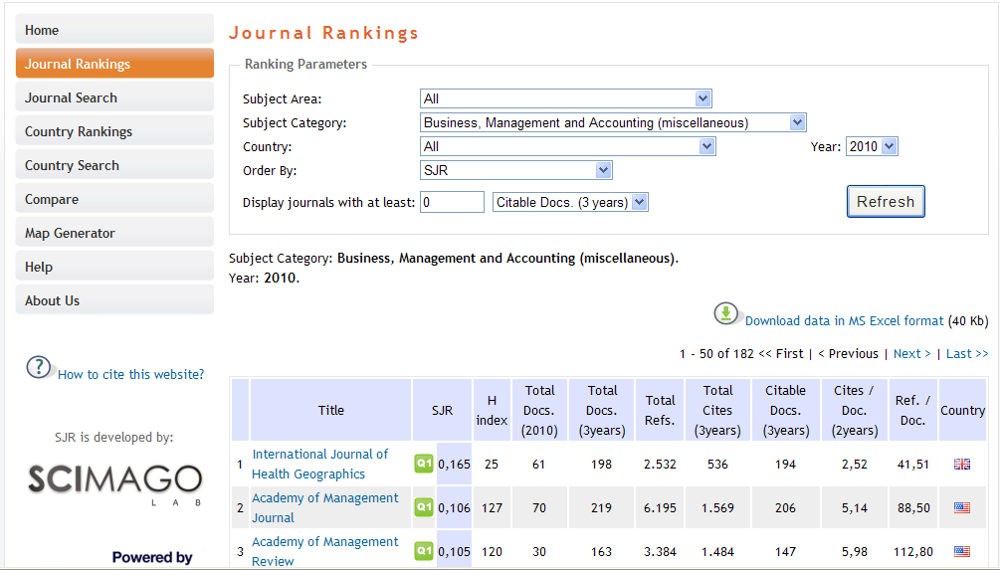 Home
Journal Rankings
Journal Search
Country Rankings
Country Search
Compare
Map Generator
Help
About Us
? How to cite this website?
SJR is developed by:
SCIMAGO
LAB
Powered by
Journal Rankings
Ranking Parameters
Subject Area: All
Subject Category: Business, Management and Accounting (miscellaneous)
Country: All Year: 2010
Order By: SJR
Display journals with at least: 0 Citable Docs. (3 years) Refresh
Subject Category: Business, Management and Accounting (miscellaneous).
Year: 2010.
Download data in MS Excel format (40 Kb)
1 - 50 of 182 << First | < Previous | Next > | Last >>
Title SJR H index Total Docs. (2010) Total Docs. (3years) Total Refs. Total Cites (3years) Citable Docs. (3years) Cites / Doc. (2years) Ref. / Doc. Country
1 International Journal of Health Geographics Q1 0,165 25 61 198 2.532 536 194 2,52 41,51
2 Academy of Management Journal Q1 0,106 127 70 219 6.195 1.569 206 5,14 88,50
3 Academy of Management Review Q1 0,105 120 30 163 3.384 1.484 147 5,98 112,80